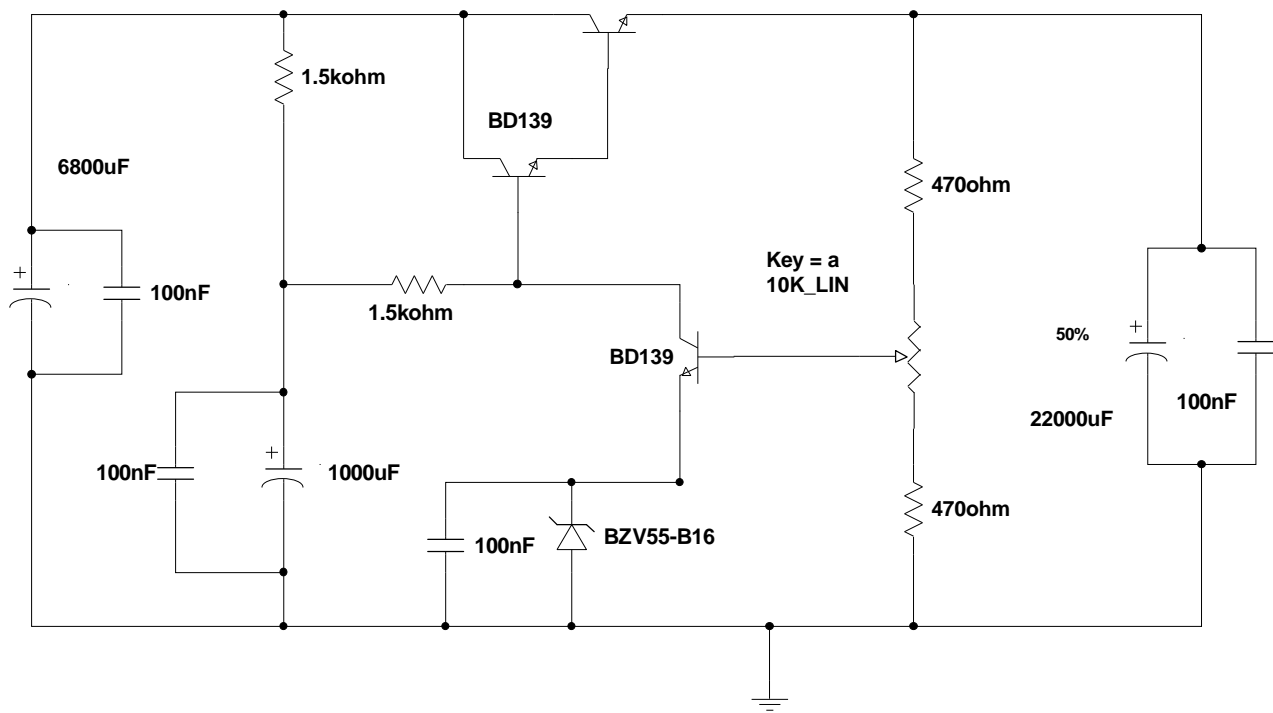 1.5kohm
BD139
6800uF
470ohm
Key = a
10K_LIN
100nF
1.5kohm
50%
BD139
100nF
22000uF
100nF
1000uF
470ohm
100nF
BZV55-B16